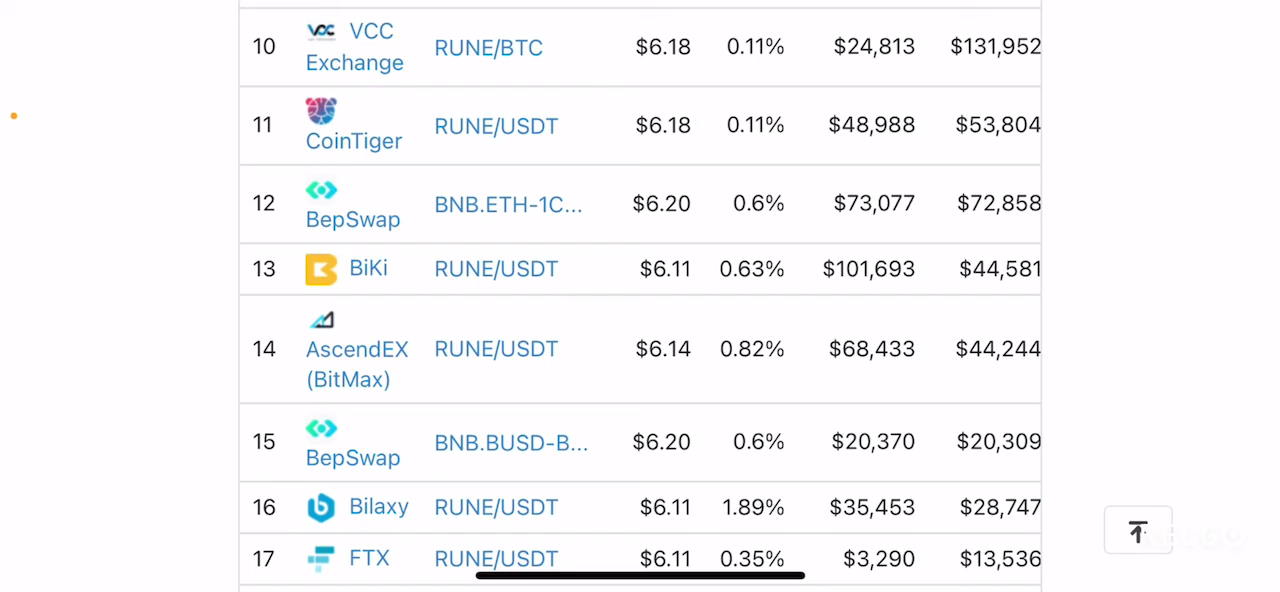 10 VCC Exchange RUNE/BTC $6.18 0.11% $24,813 $131,952
11 CoinTiger RUNE/USDT $6.18 0.11% $48,988 $53,804
12 BepSwap BNB.ETH-1C... $6.20 0.6% $73,077 $72,858
13 BiKi RUNE/USDT $6.11 0.63% $101,693 $44,581
14 AscendEX (BitMax) RUNE/USDT $6.14 0.82% $68,433 $44,244
15 BepSwap BNB.BUSD-B... $6.20 0.6% $20,370 $20,309
16 Bilaxy RUNE/USDT $6.11 1.89% $35,453 $28,747
17 FTX RUNE/USDT $6.11 0.35% $3,290 $13,536